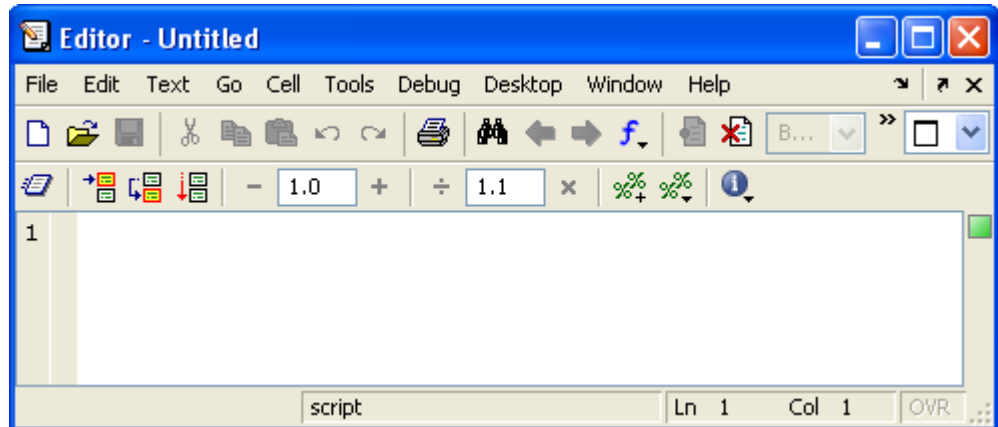 Editor - Untitled
File Edit Text Go Cell Tools Debug Desktop Window Help
f B... »
- 1.0 + ÷ 1.1 × %%+ %%
1
script Ln 1 Col 1 OVR